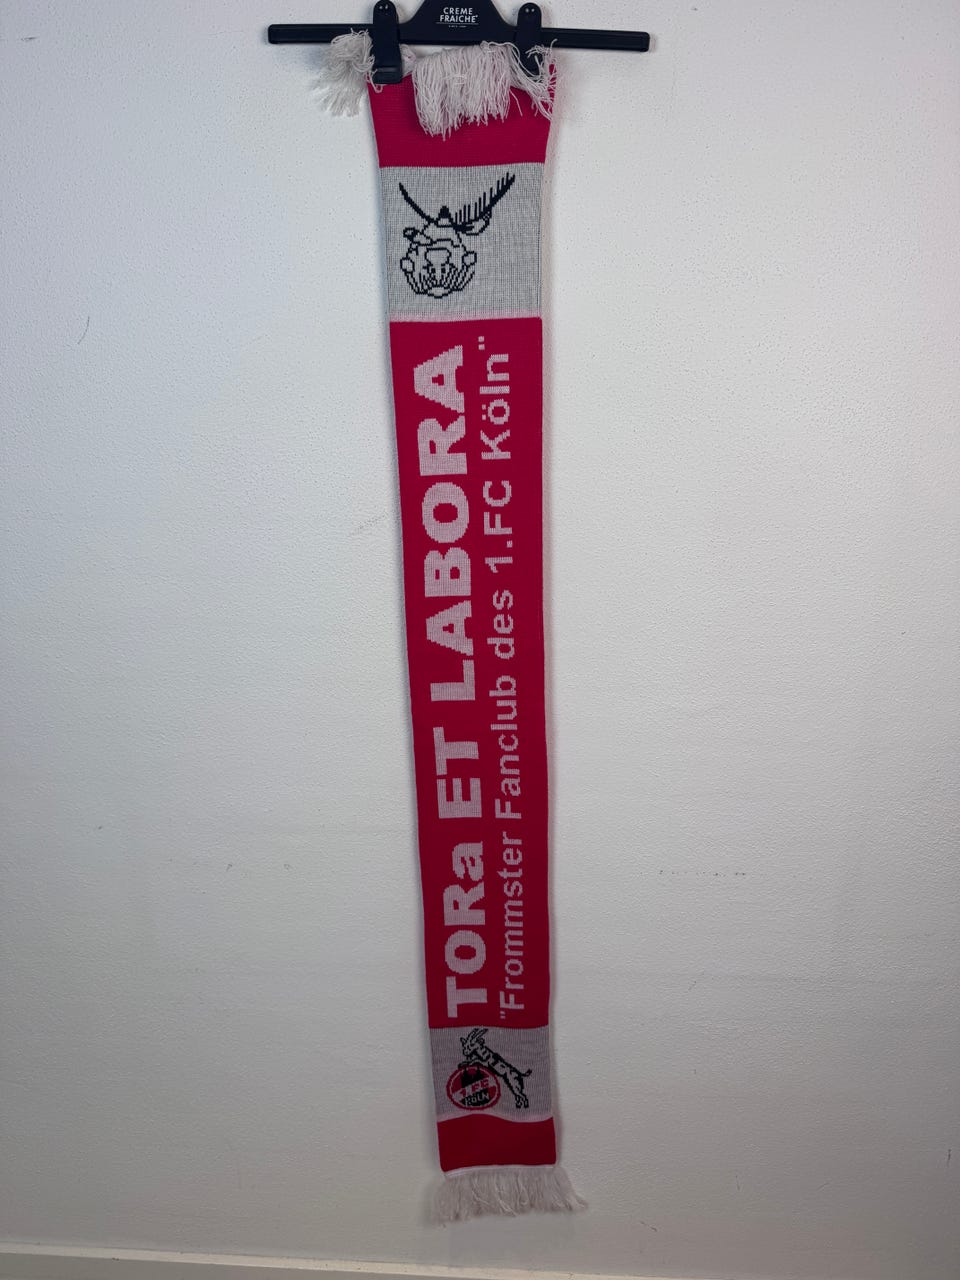 CREME
FRAICHE
TORa ET LABORA
"Frommster Fanclub des 1.FC Köln"
1.FC
KÖLN